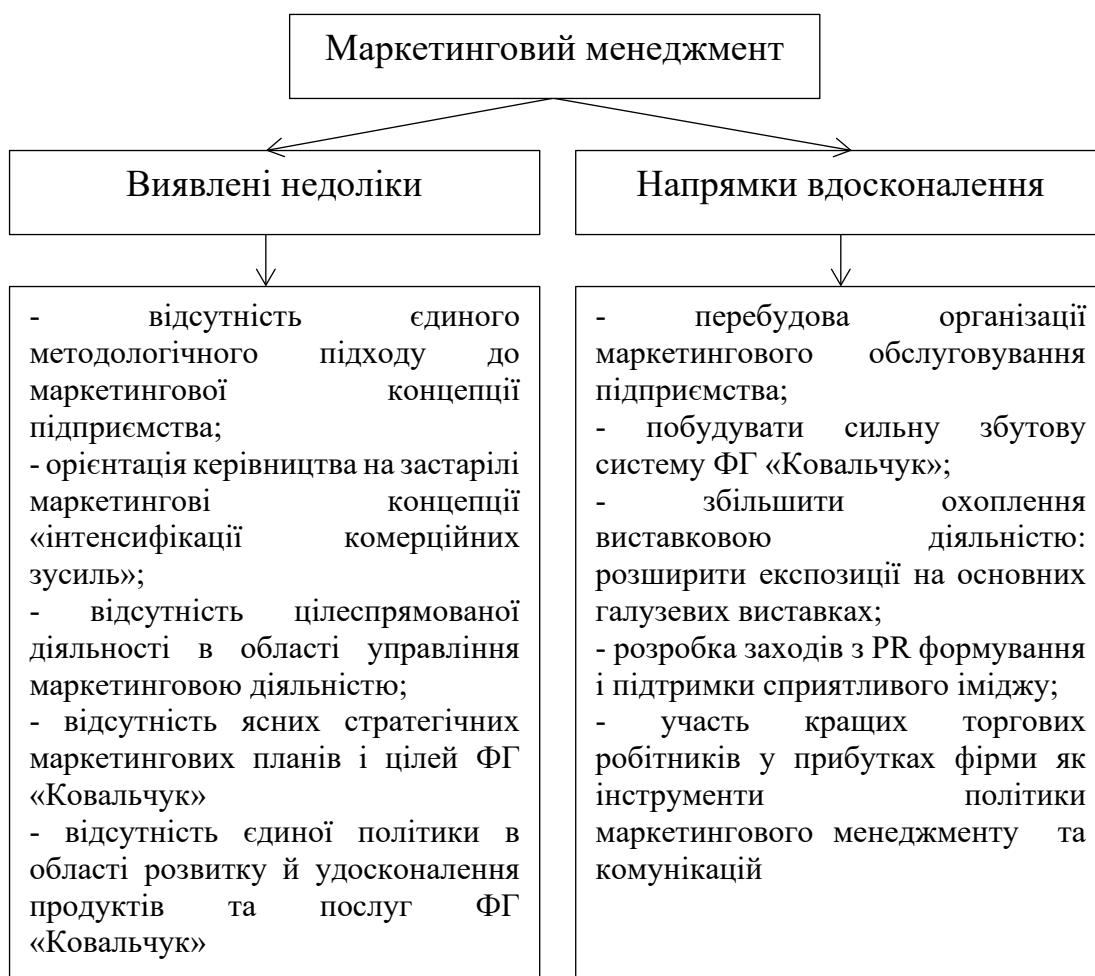 Маркетинговий менеджмент
Виявлені недоліки
Напрямки вдосконалення
- відсутність єдиного
методологічного підходу до
маркетингової концепції
підприємства;
- орієнтація керівництва на застарілі
маркетингові концепції
«інтенсифікації комерційних
зусиль»;
- відсутність цілеспрямованої
діяльності в області управління
маркетинговою діяльністю;
- відсутність ясних стратегічних
маркетингових планів і цілей ФГ
«Ковальчук»
- відсутність єдиної політики в
області розвитку й удосконалення
продуктів та послуг ФГ
«Ковальчук»
- перебудова організації
маркетингового обслуговування
підприємства;
- побудувати сильну збутову
систему ФГ «Ковальчук»;
- збільшити охоплення
виставковою діяльністю:
розширити експозиції на основних
галузевих виставках;
- розробка заходів з PR формування
і підтримки сприятливого іміджу;
- участь кращих торгових
робітників у прибутках фірми як
інструменти політики
маркетингового менеджменту та
комунікацій